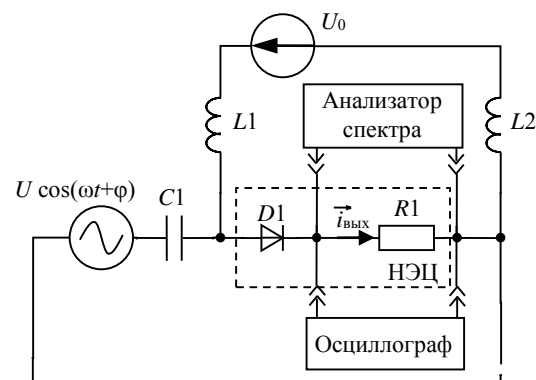 U0
Анализатор
спектра
L1
L2
U cos(ωt+φ)
C1
D1
iвых
R1
НЭЦ
Осциллограф